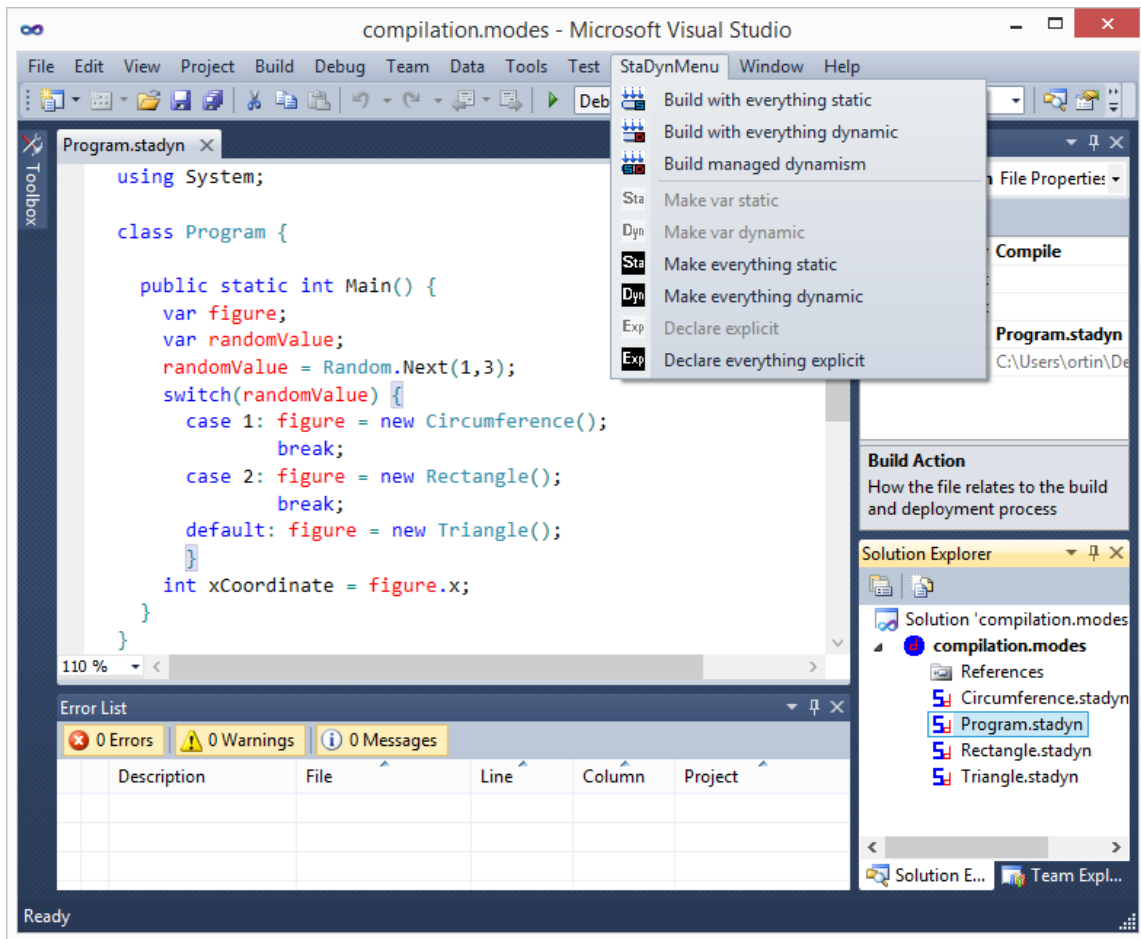 compilation.modes - Microsoft Visual Studio
File Edit View Project Build Debug Team Data Tools Test StaDynMenu Window Help
Deb
Build with everything static
Build with everything dynamic
Build managed dynamism
Sta Make var static
Dyn Make var dynamic
Sta Make everything static
Dyn Make everything dynamic
Exp Declare explicit
Exp Declare everything explicit
Toolbox
Program.stadyn
using System;
class Program {
public static int Main() {
var figure;
var randomValue;
randomValue = Random.Next(1,3);
switch(randomValue) {
case 1: figure = new Circumference();
break;
case 2: figure = new Rectangle();
break;
default: figure = new Triangle();
}
int xCoordinate = figure.x;
}
}
110 %
File Properties
Compile
Program.stadyn
C:\Users\ortin\De
Build Action
How the file relates to the build
and deployment process
Solution Explorer
Solution 'compilation.modes
compilation.modes
References
Circumference.stadyn
Program.stadyn
Rectangle.stadyn
Triangle.stadyn
Solution E... Team Expl...
Error List
0 Errors 0 Warnings 0 Messages
Description File Line Column Project
Ready